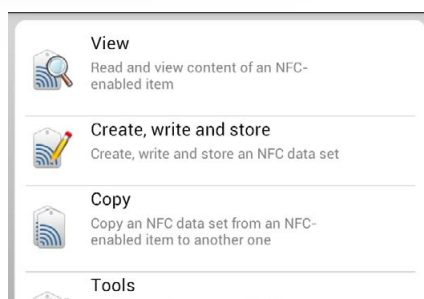 View
Read and view content of an NFC-
enabled item
Create, write and store
Create, write and store an NFC data set
Copy
Copy an NFC data set from an NFC-
enabled item to another one
Tools